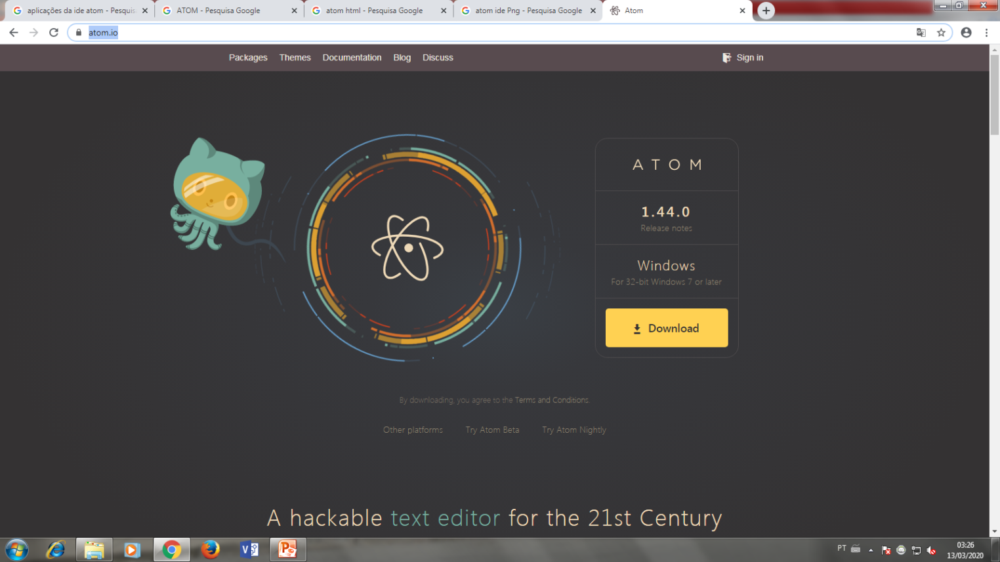 aplicações da ide atom - Pesquis
ATOM - Pesquisa Google
atom html - Pesquisa Google
atom ide Png - Pesquisa Google
Atom
atom.io
Packages
Themes
Documentation
Blog
Discuss
Sign in
ATOM
1.44.0
Release notes
Windows
For 32-bit Windows 7 or later
Download
By downloading, you agree to the Terms and Conditions.
Other platforms
Try Atom Beta
Try Atom Nightly
A hackable text editor for the 21st Century
PT
03:26
13/03/2020